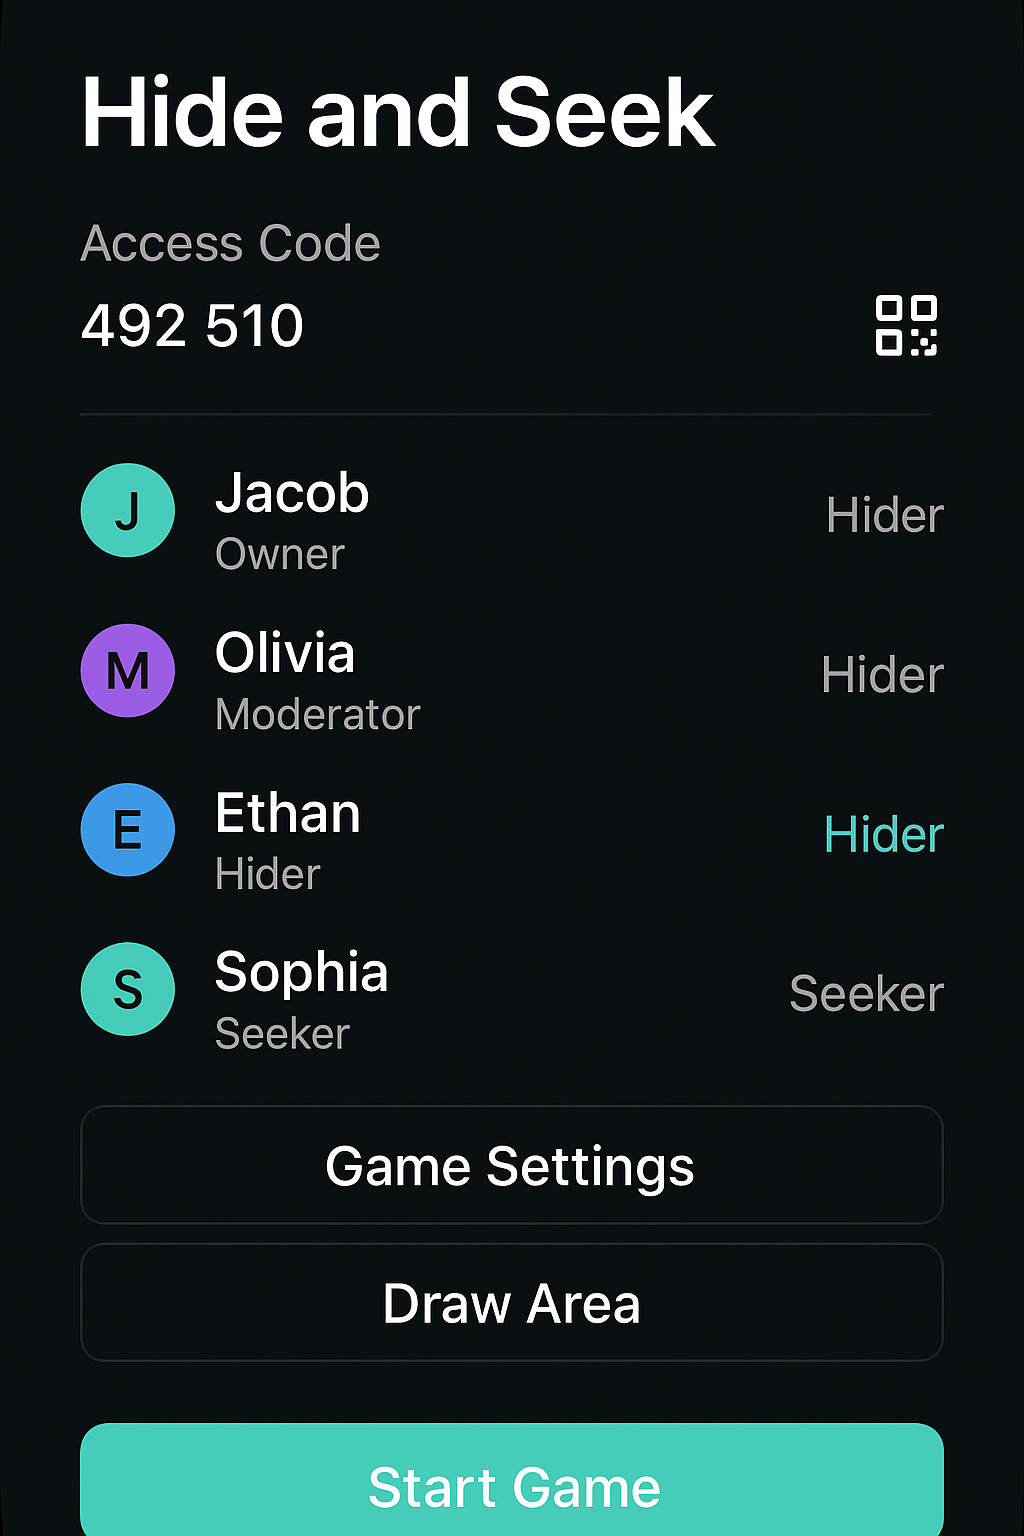 Hide and Seek
Access Code
492 510
J
Jacob
Owner
Hider
M
Olivia
Moderator
Hider
E
Ethan
Hider
Hider
S
Sophia
Seeker
Seeker
Game Settings
Draw Area
Start Game